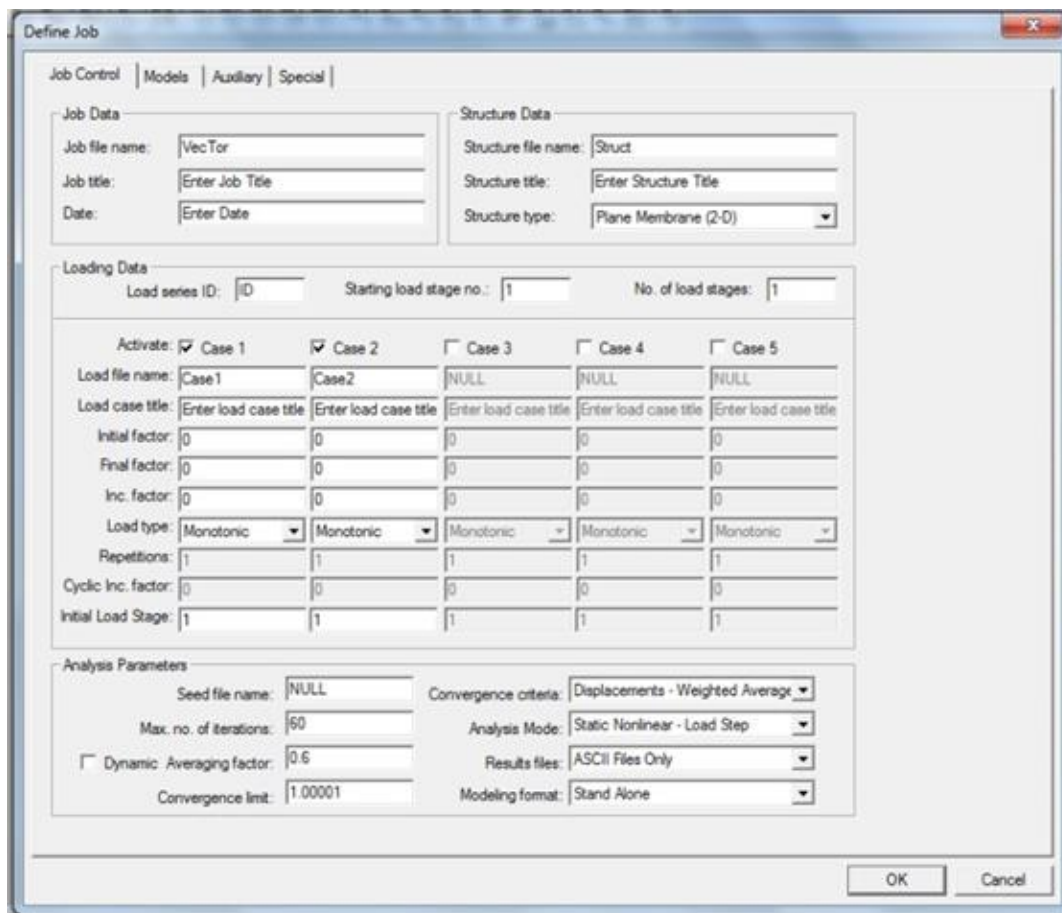 Define Job
Job Control Models Auxiliary Special
Job Data
Job file name: VecTor
Job title: Enter Job Title
Date: Enter Date
Structure Data
Structure file name: Struct
Structure title: Enter Structure Title
Structure type: Plane Membrane (2-D)
Loading Data
Load series ID: ID Starting load stage no.: 1 No. of load stages: 1
Activate: Case 1 Case 2 Case 3 Case 4 Case 5
Load file name: Case1 Case2 NULL NULL NULL
Load case title: Enter load case title Enter load case title Enter load case title Enter load case title Enter load case title
Initial factor: 0 0 0 0 0
Final factor: 0 0 0 0 0
Inc. factor: 0 0 0 0 0
Load type: Monotonic Monotonic Monotonic Monotonic Monotonic
Repetitions: 1 1 1 1 1
Cyclic Inc. factor: 0 0 0 0 0
Initial Load Stage: 1 1 1 1 1
Analysis Parameters
Seed file name: NULL Convergence criteria: Displacements - Weighted Average
Max. no. of iterations: 60 Analysis Mode: Static Nonlinear - Load Step
Dynamic Averaging factor: 0.6 Results files: ASCII Files Only
Convergence limit: 1.00001 Modeling format: Stand Alone
OK Cancel